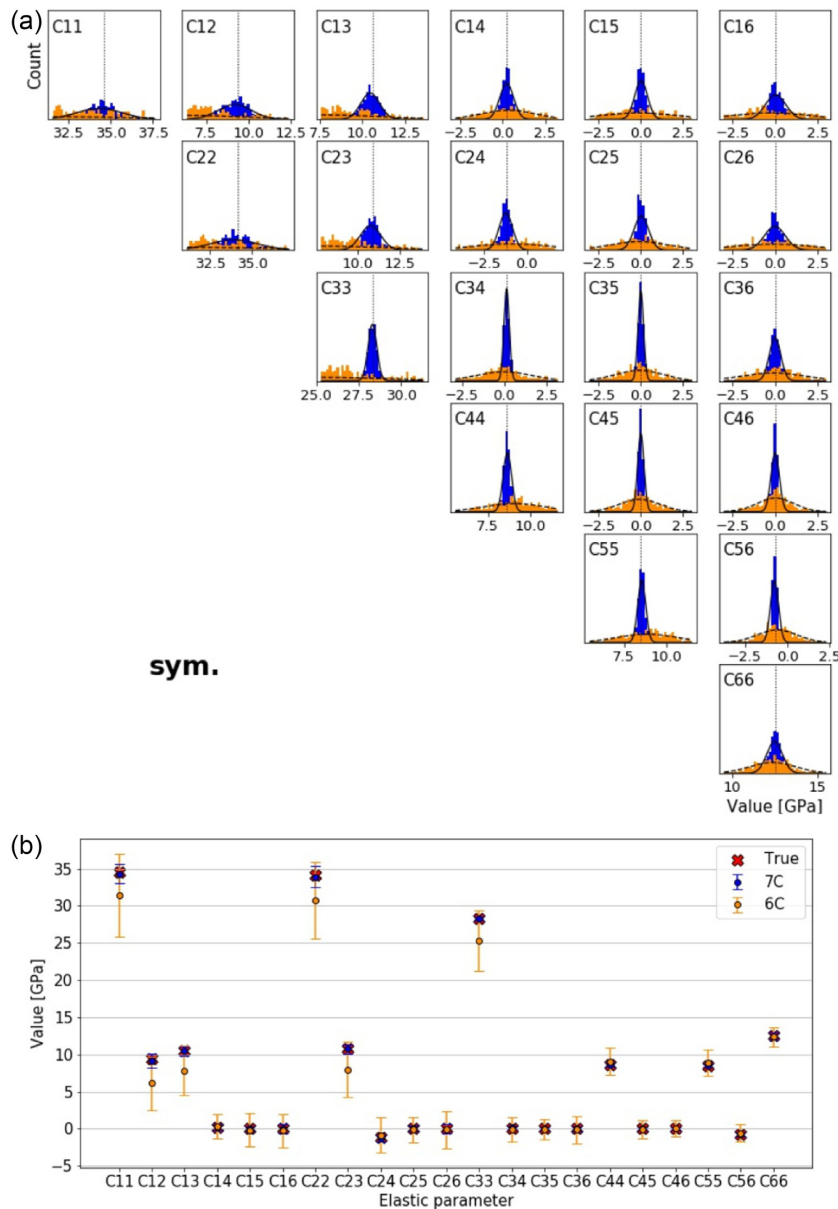 (a)
C11 C12 C13 C14 C15 C16
Count
32.5 35.0 37.5 7.5 10.0 12.5 7.5 10.0 12.5 −2.5 0.0 2.5 −2.5 0.0 2.5 −2.5 0.0 2.5
C22 C23 C24 C25 C26
32.5 35.0 10.0 12.5 −2.5 0.0 −2.5 0.0 2.5 −2.5 0.0 2.5
C33 C34 C35 C36
25.0 27.5 30.0 −2.5 0.0 2.5 −2.5 0.0 2.5 −2.5 0.0 2.5
C44 C45 C46
7.5 10.0 −2.5 0.0 2.5 −2.5 0.0 2.5
C55 C56
7.5 10.0 −2.5 0.0 2.5
sym.
C66
10 15
Value [GPa]
(b)
True
7C
6C
35
30
25
20
15
10
5
0
−5
Value [GPa]
C11 C12 C13 C14 C15 C16 C22 C23 C24 C25 C26 C33 C34 C35 C36 C44 C45 C46 C55 C56 C66
Elastic parameter